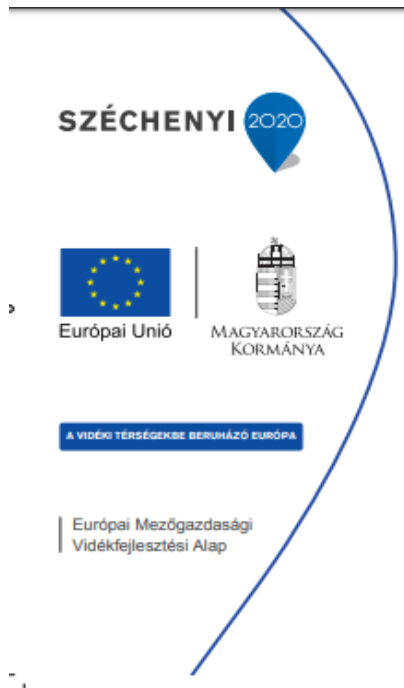 SZÉCHENYI 2020
Európai Unió
MAGYARORSZÁG
KORMÁNYA
A VIDÉKI TÉRSÉGEKBE BERUHÁZÓ EURÓPA
Európai Mezőgazdasági
Vidékfejlesztési Alap